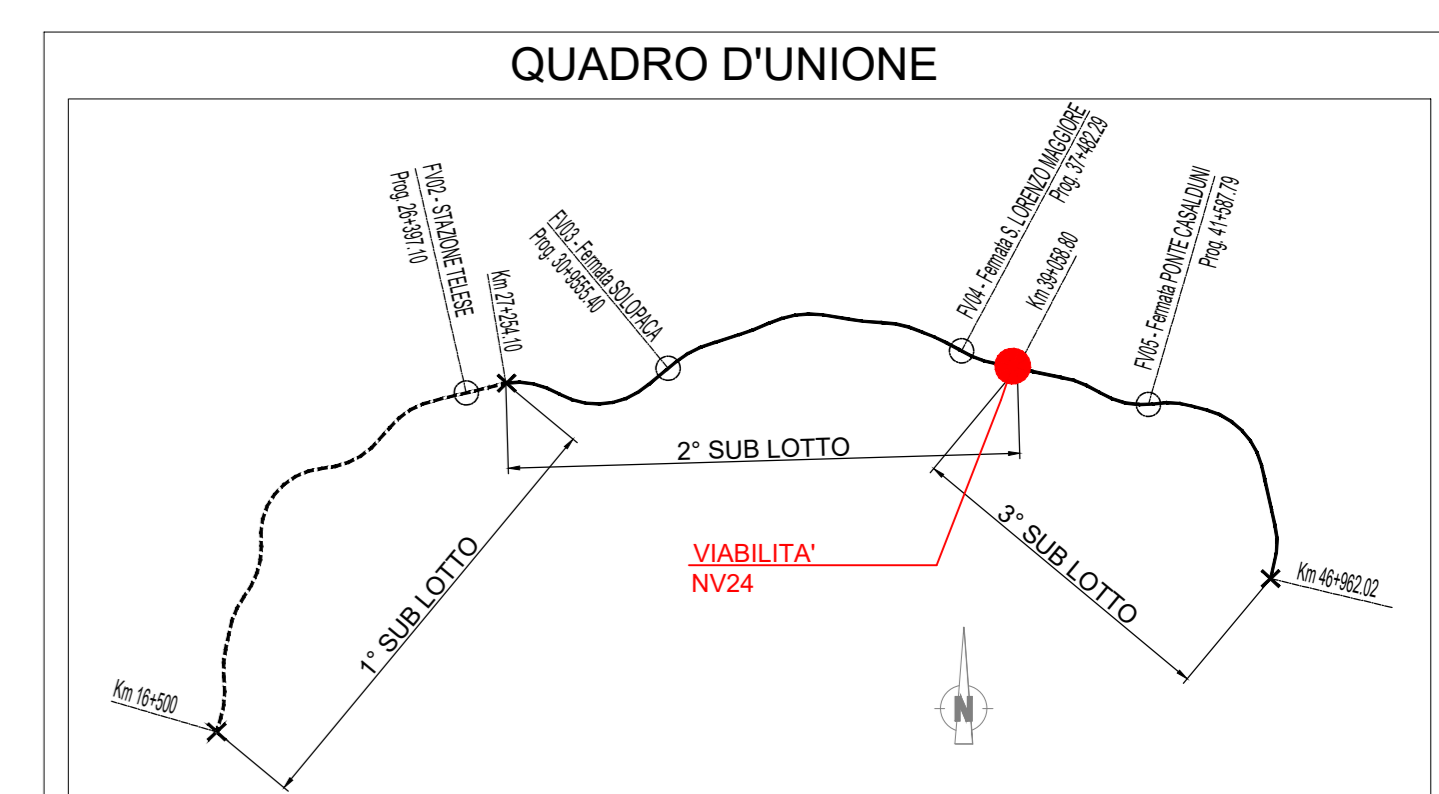 QUADRO D'UNIONE
FV02 - STAZIONE TELESE
Prog. 26+397.10
Km 27+254.10
FV03 - Fermata SOLOPACA
Prog. 30+9555.40
FV04 - Fermata S. LORENZO MAGGIORE
Prog. 37+482.29
Km 39+058.80
FV05 - Fermata PONTE CASALDUNI
Prog. 41+587.79
2° SUB LOTTO
1° SUB LOTTO
3° SUB LOTTO
VIABILITA'
NV24
Km 46+962.02
Km 16+500
N